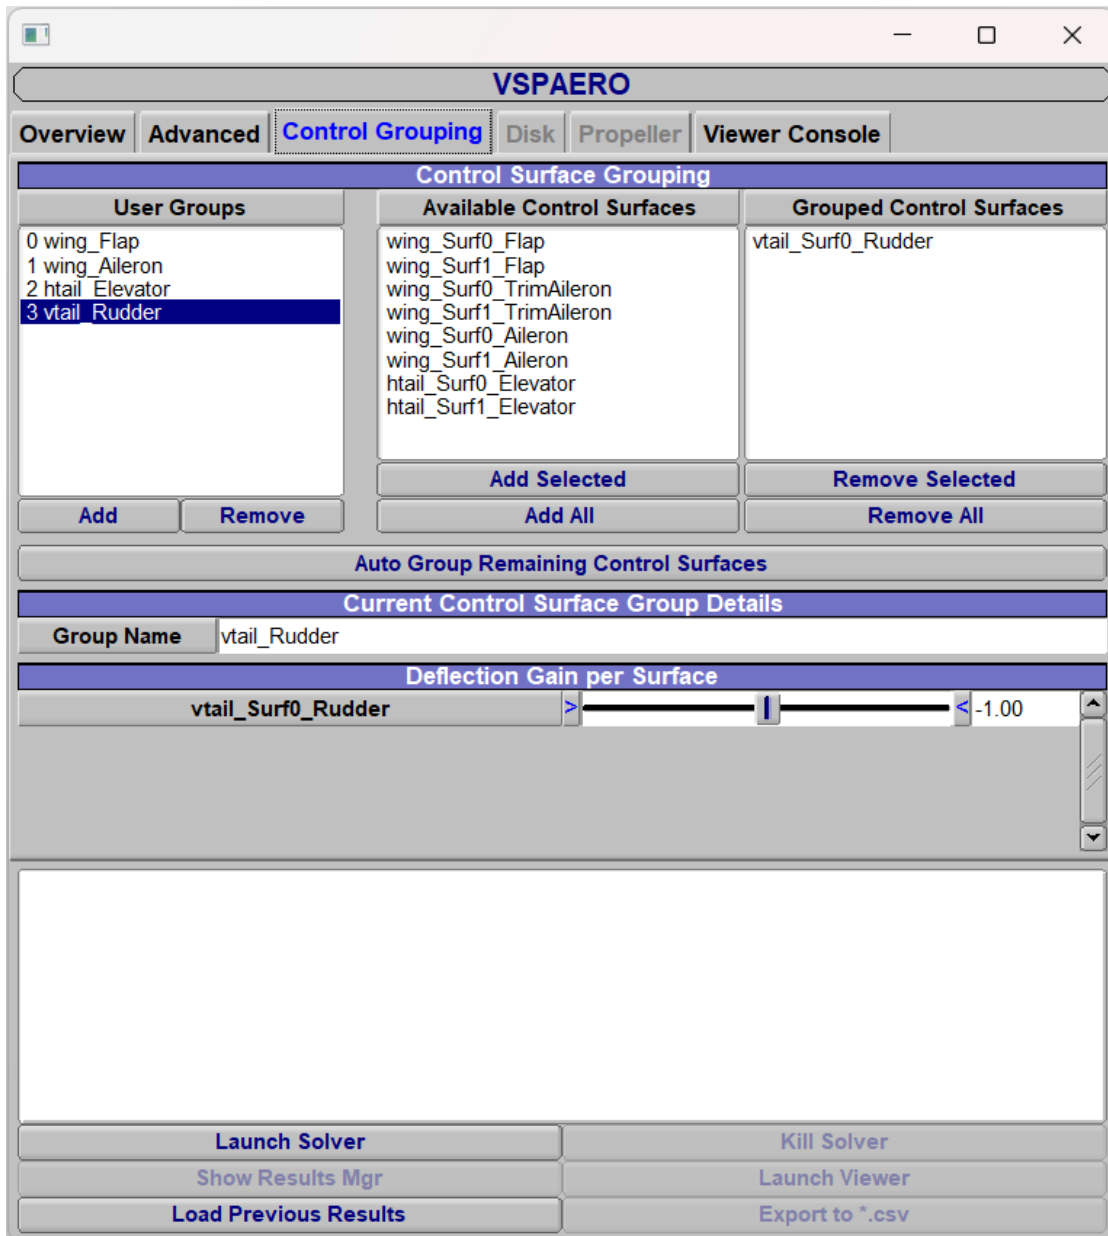 VSPAERO
Overview Advanced Control Grouping Disk Propeller Viewer Console
Control Surface Grouping
User Groups
0 wing_Flap
1 wing_Aileron
2 htail_Elevator
3 vtail_Rudder
Add Remove
Available Control Surfaces
wing_Surf0_Flap
wing_Surf1_Flap
wing_Surf0_TrimAileron
wing_Surf1_TrimAileron
wing_Surf0_Aileron
wing_Surf1_Aileron
htail_Surf0_Elevator
htail_Surf1_Elevator
Add Selected
Add All
Grouped Control Surfaces
vtail_Surf0_Rudder
Remove Selected
Remove All
Auto Group Remaining Control Surfaces
Current Control Surface Group Details
Group Name vtail_Rudder
Deflection Gain per Surface
vtail_Surf0_Rudder > < -1.00
Launch Solver Kill Solver
Show Results Mgr Launch Viewer
Load Previous Results Export to *.csv